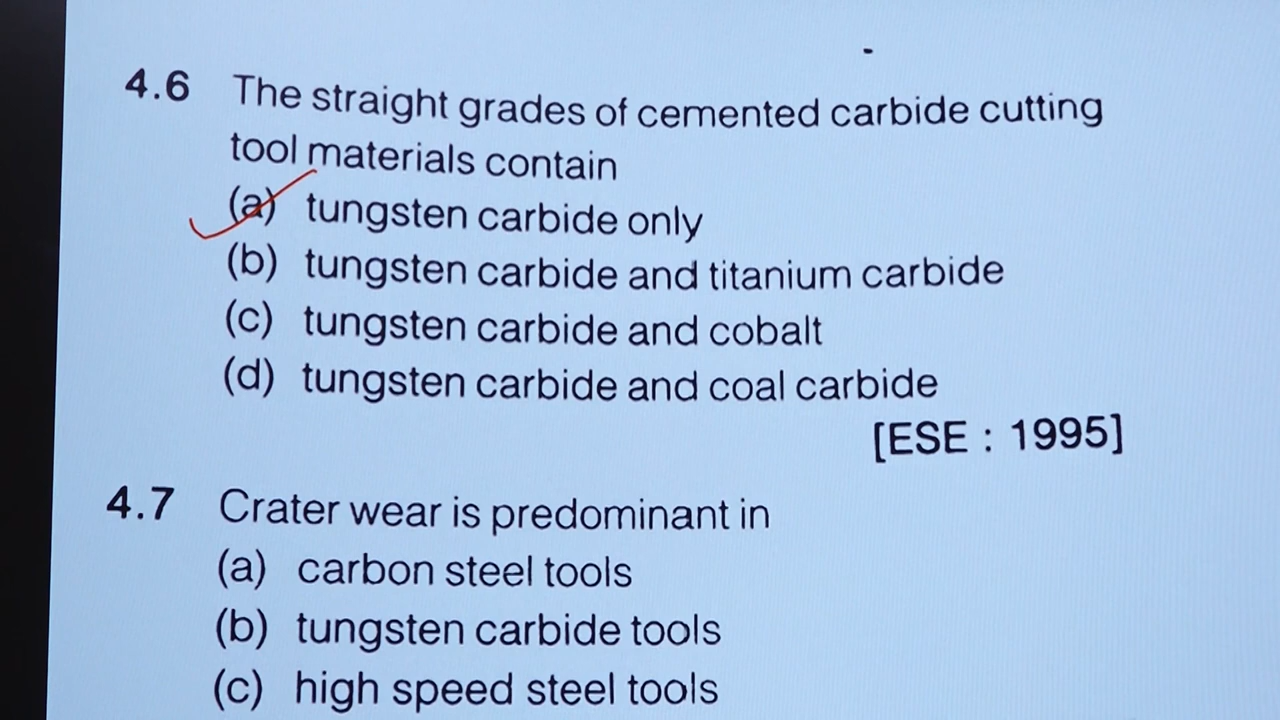 4.6 The straight grades of cemented carbide cutting
tool materials contain
(a) tungsten carbide only
(b) tungsten carbide and titanium carbide
(c) tungsten carbide and cobalt
(d) tungsten carbide and coal carbide
[ESE : 1995]
4.7 Crater wear is predominant in
(a) carbon steel tools
(b) tungsten carbide tools
(c) high speed steel tools